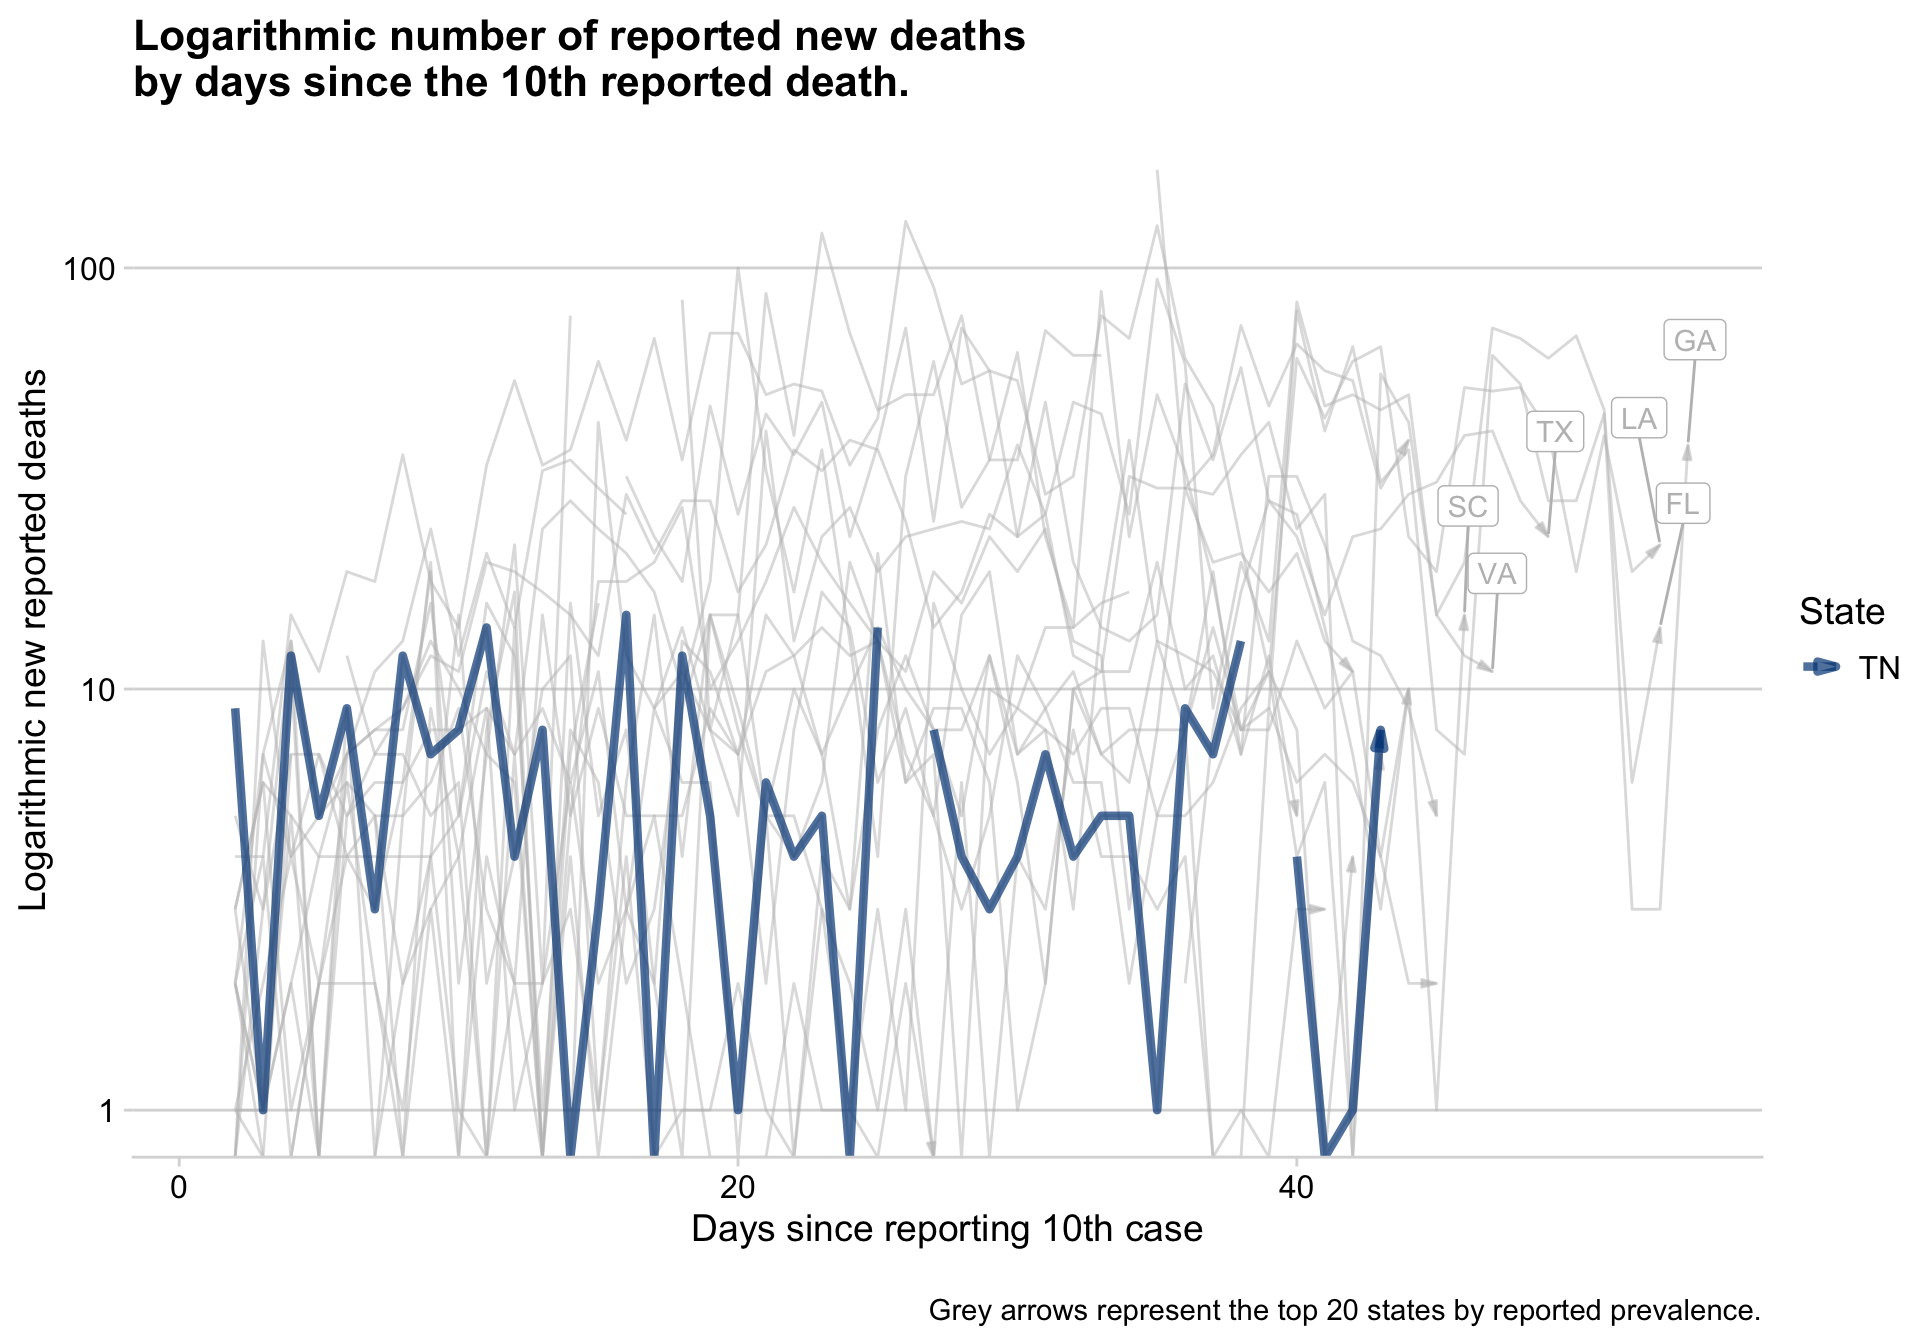 Logarithmic number of reported new deaths
by days since the 10th reported death.
Logarithmic new reported deaths
100
10
1
GA
LA
TX
FL
SC
VA
State
TN
0
20
40
Days since reporting 10th case
Grey arrows represent the top 20 states by reported prevalence.